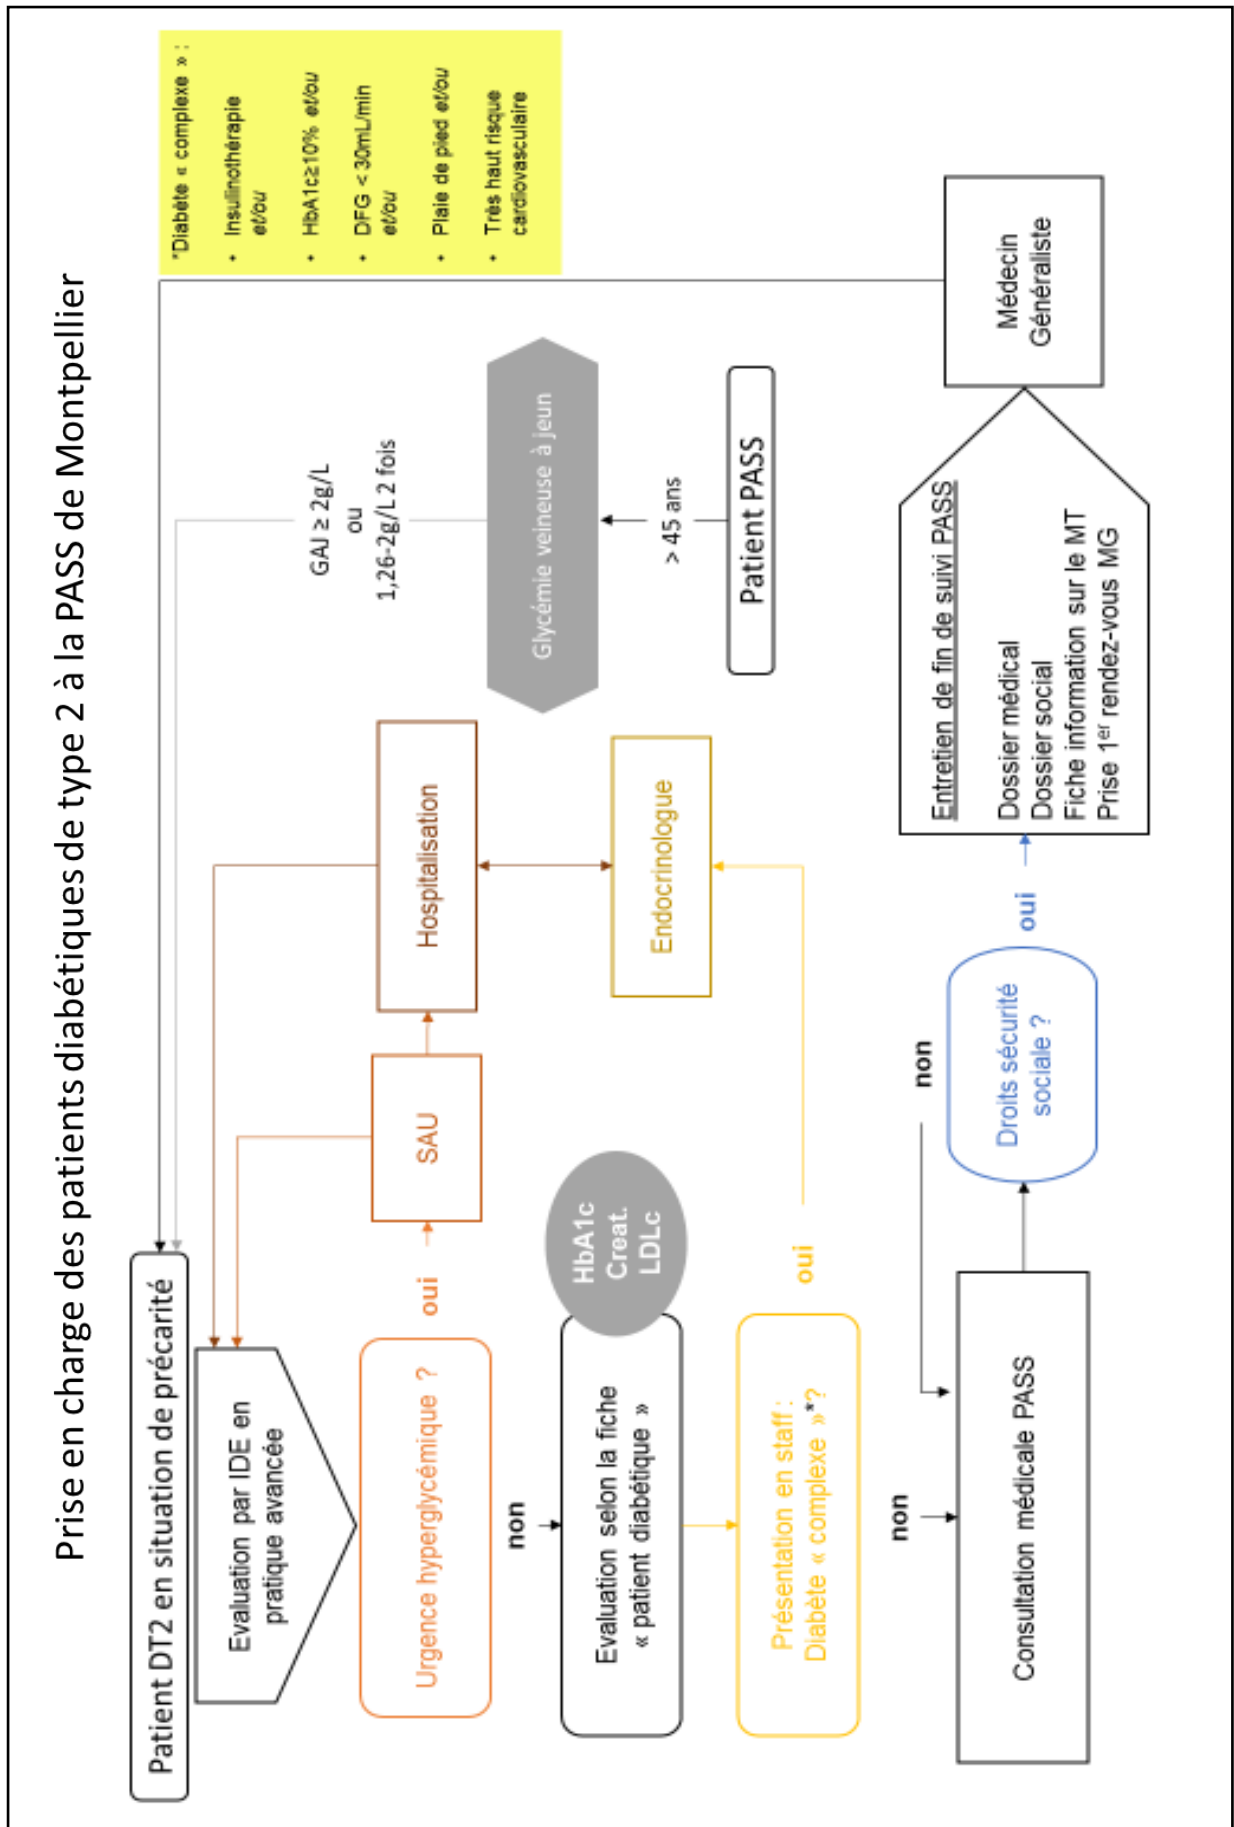 Prise en charge des patients diabétiques de type 2 à la PASS de Montpellier
Patient DT2 en situation de précarité
Evaluation par IDE en
pratique avancée
Urgence hyperglycémique ?
oui
SAU
Hospitalisation
non
Evaluation selon la fiche
« patient diabétique »
HbA1c
Creat.
LDLc
Présentation en staff :
Diabète « complexe »*?
oui
Endocrinologue
non
Consultation médicale PASS
non
Droits sécurité
sociale ?
oui
Entretien de fin de suivi PASS
Dossier médical
Dossier social
Fiche information sur le MT
Prise 1er rendez-vous MG
Médecin
Généraliste
GAJ ≥ 2g/L
ou
1,26-2g/L 2 fois
Glycémie veineuse à jeun
> 45 ans
Patient PASS
*Diabète « complexe » :
• Insulinothérapie
et/ou
• HbA1c≥10% et/ou
• DFG < 30mL/min
et/ou
• Plaie de pied et/ou
• Très haut risque
cardiovasculaire